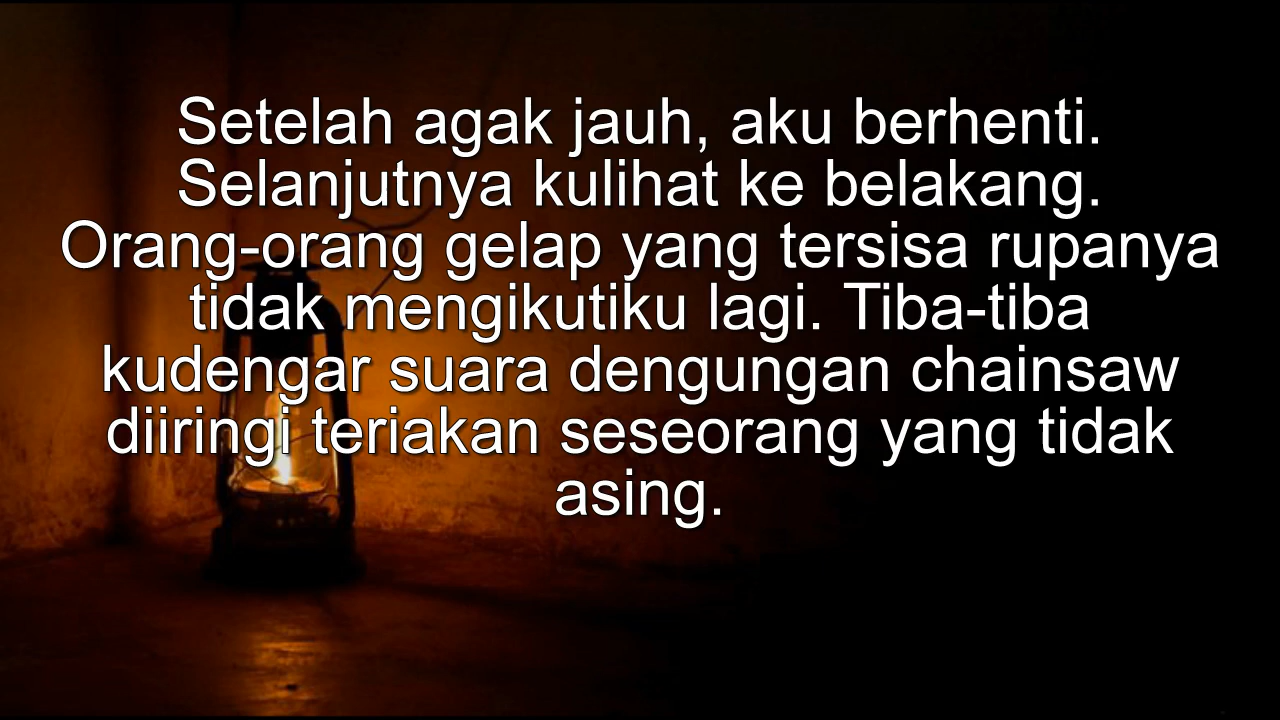 Setelah agak jauh, aku berhenti.
Selanjutnya kulihat ke belakang.
Orang-orang gelap yang tersisa rupanya
tidak mengikutiku lagi. Tiba-tiba
kudengar suara dengungan chainsaw
diiringi teriakan seseorang yang tidak
asing.